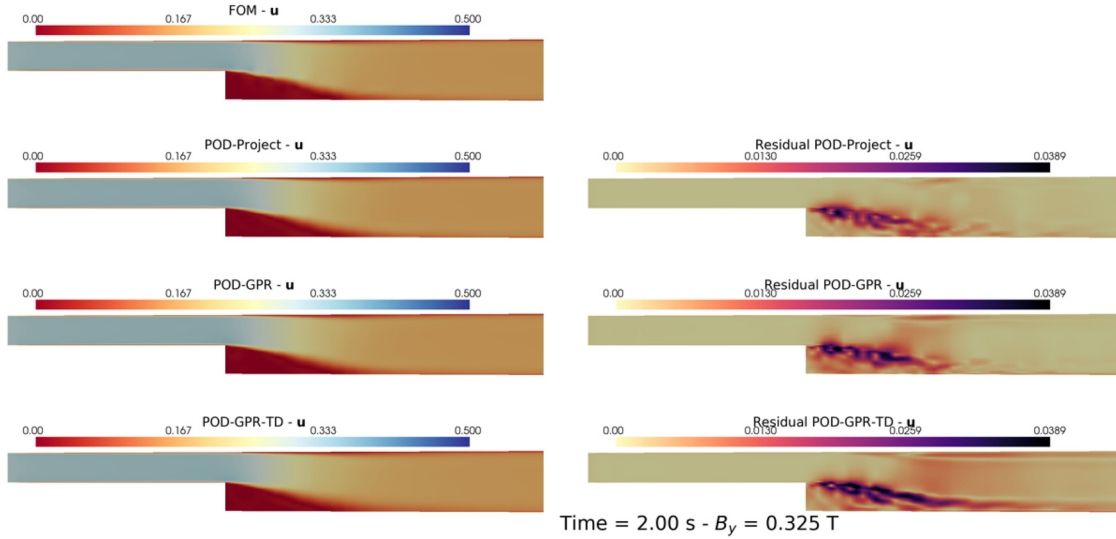 FOM - u
0.00 0.167 0.333 0.500
POD-Project - u
0.00 0.167 0.333 0.500
Residual POD-Project - u
0.00 0.0130 0.0259 0.0389
POD-GPR - u
0.00 0.167 0.333 0.500
Residual POD-GPR - u
0.00 0.0130 0.0259 0.0389
POD-GPR-TD - u
0.00 0.167 0.333 0.500
Residual POD-GPR-TD - u
0.00 0.0130 0.0259 0.0389
Time = 2.00 s - B_y = 0.325 T